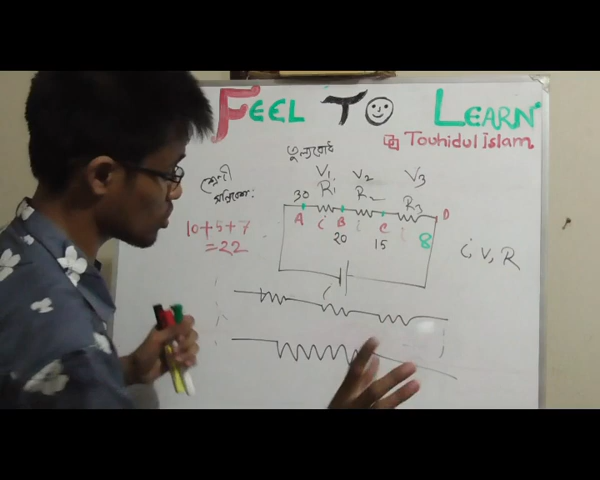 FEEL TO LEARN
Touhidul Islam
তুল্যরোধ
শ্রেণী
V₁ V₂ V₃
R₁ R₂ R₃
30
A i B i C i D
20 15 8
10+5+7
=22
i, V, R